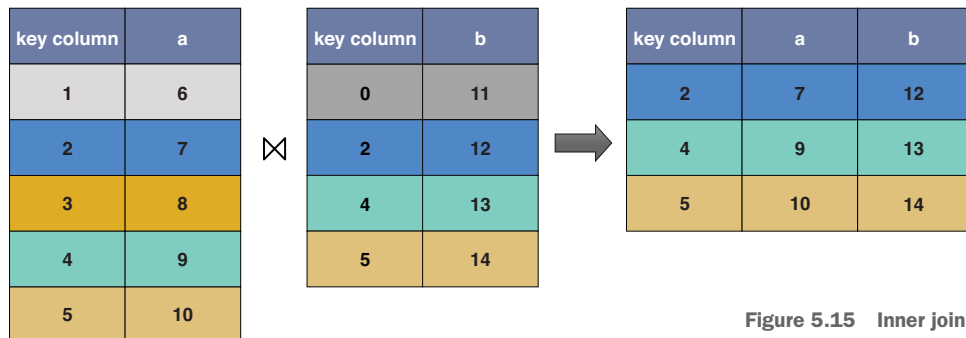 key column a
1 6
2 7
3 8
4 9
5 10
⋈
key column b
0 11
2 12
4 13
5 14
key column a b
2 7 12
4 9 13
5 10 14
Figure 5.15 Inner join